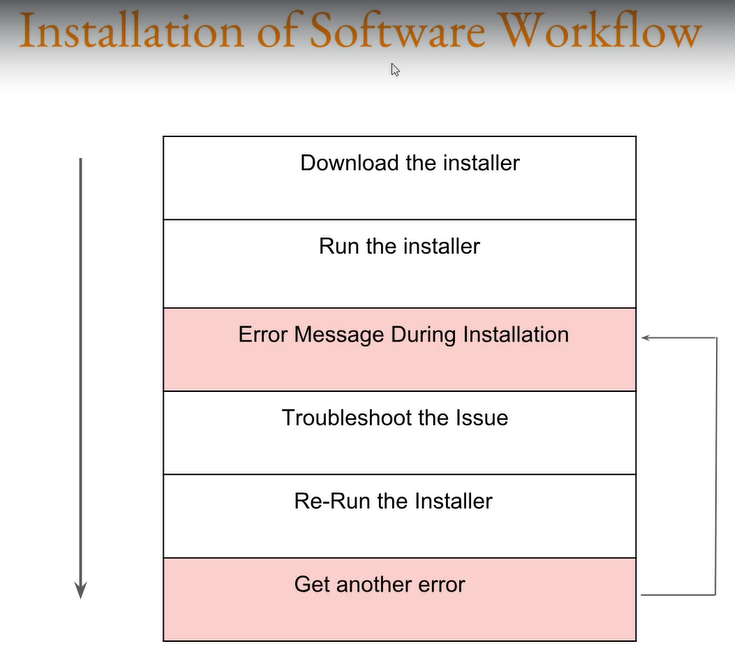 Installation of Software Workflow
Download the installer
Run the installer
Error Message During Installation
Troubleshoot the Issue
Re-Run the Installer
Get another error